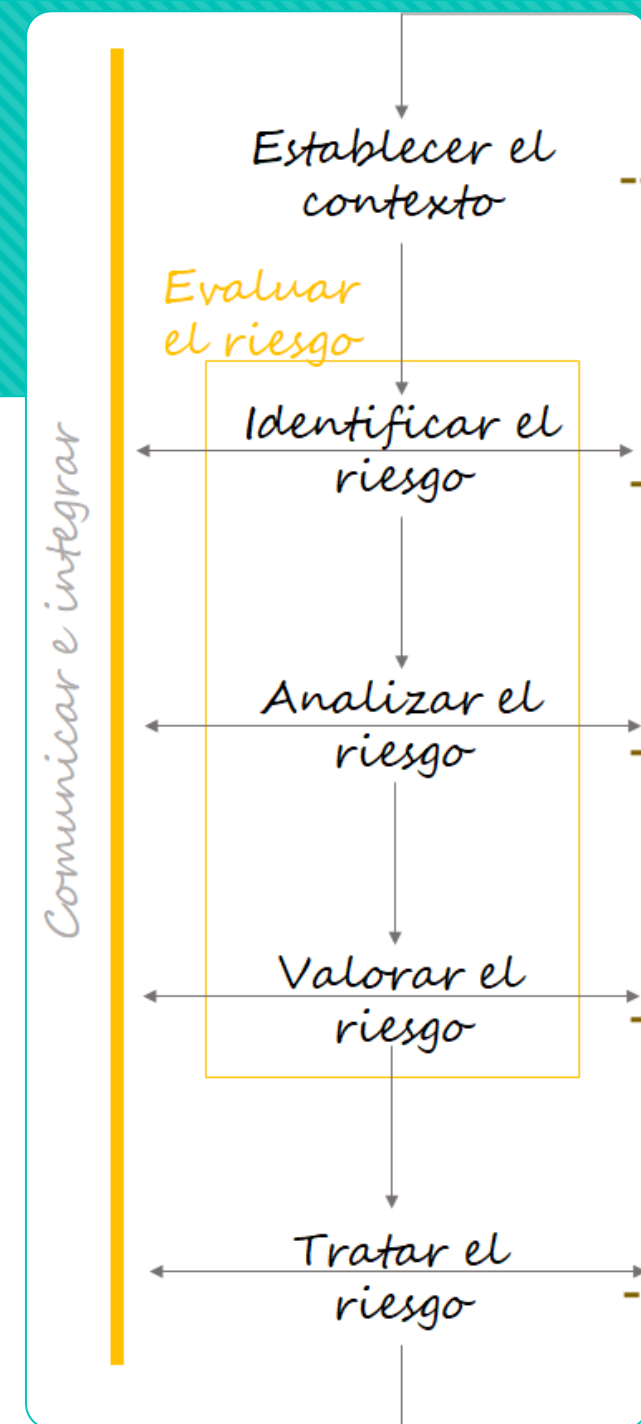 Establecer el
contexto
Evaluar
el riesgo
Identificar el
riesgo
Comunicar e integrar
Analizar el
riesgo
Valorar el
riesgo
Tratar el
riesgo